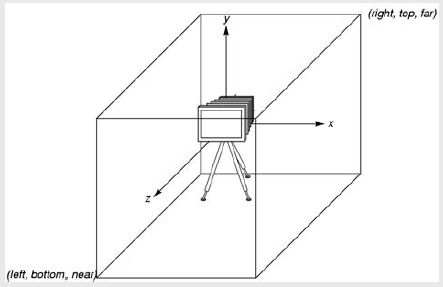 (right, top, far)
y
x
z
(left, bottom, near)